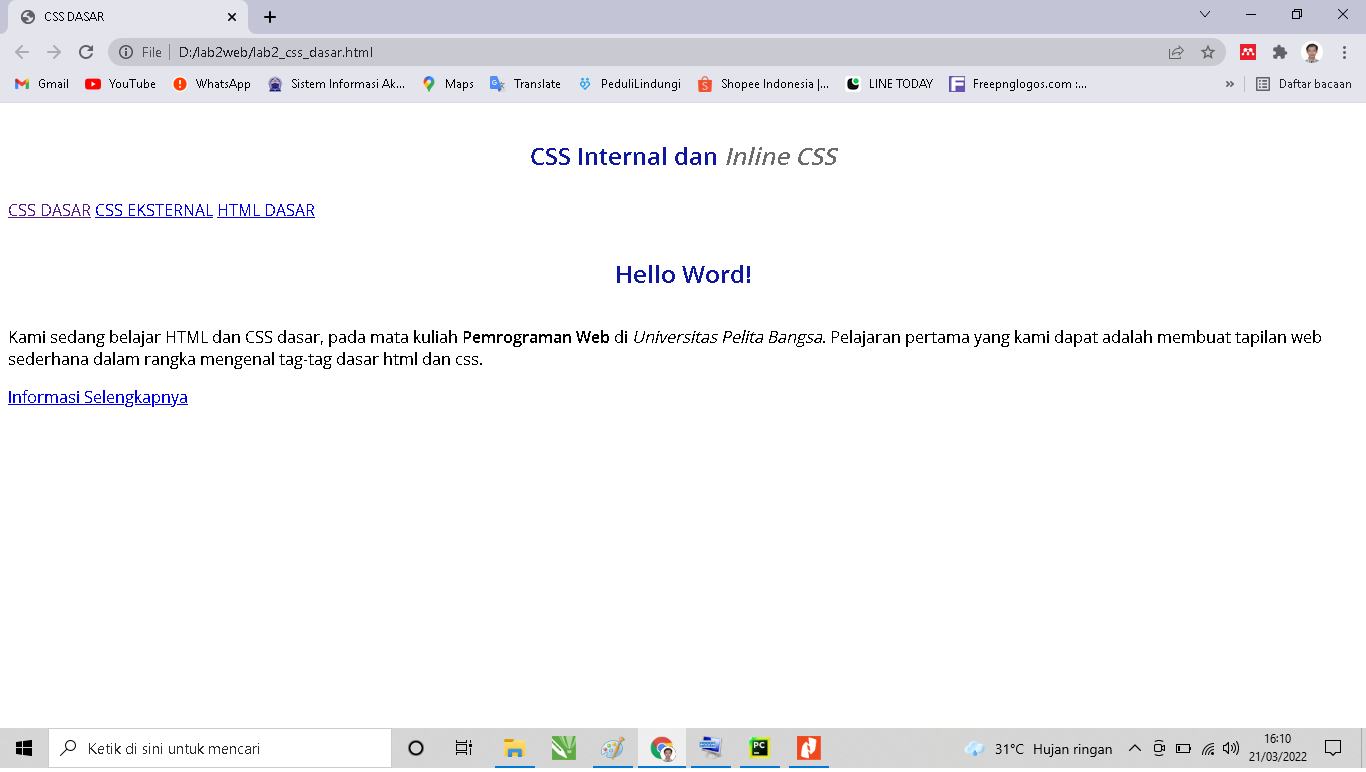 CSS DASAR
File D:/lab2web/lab2_css_dasar.html
Gmail YouTube WhatsApp Sistem Informasi Ak... Maps Translate PeduliLindungi Shopee Indonesia |... LINE TODAY Freepnglogos.com :... » Daftar bacaan
CSS Internal dan Inline CSS
CSS DASAR CSS EKSTERNAL HTML DASAR
Hello Word!
Kami sedang belajar HTML dan CSS dasar, pada mata kuliah Pemrograman Web di Universitas Pelita Bangsa. Pelajaran pertama yang kami dapat adalah membuat tapilan web
sederhana dalam rangka mengenal tag-tag dasar html dan css.
Informasi Selengkapnya
Ketik di sini untuk mencari
PC
31°C Hujan ringan
16:10
21/03/2022